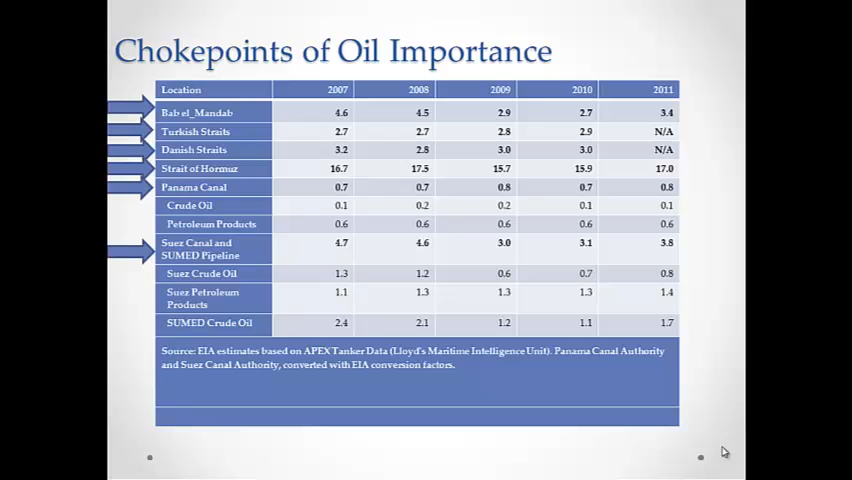 Chokepoints of Oil Importance
Location 2007 2008 2009 2010 2011
Bab el_Mandab 4.6 4.5 2.9 2.7 3.4
Turkish Straits 2.7 2.7 2.8 2.9 N/A
Danish Straits 3.2 2.8 3.0 3.0 N/A
Strait of Hormuz 16.7 17.5 15.7 15.9 17.0
Panama Canal 0.7 0.7 0.8 0.7 0.8
Crude Oil 0.1 0.2 0.2 0.1 0.1
Petroleum Products 0.6 0.6 0.6 0.6 0.6
Suez Canal and 4.7 4.6 3.0 3.1 3.8
SUMED Pipeline
Suez Crude Oil 1.3 1.2 0.6 0.7 0.8
Suez Petroleum 1.1 1.3 1.3 1.3 1.4
Products
SUMED Crude Oil 2.4 2.1 1.2 1.1 1.7
Source: EIA estimates based on APEX Tanker Data (Lloyd's Maritime Intelligence Unit). Panama Canal Authority
and Suez Canal Authority, converted with EIA conversion factors.